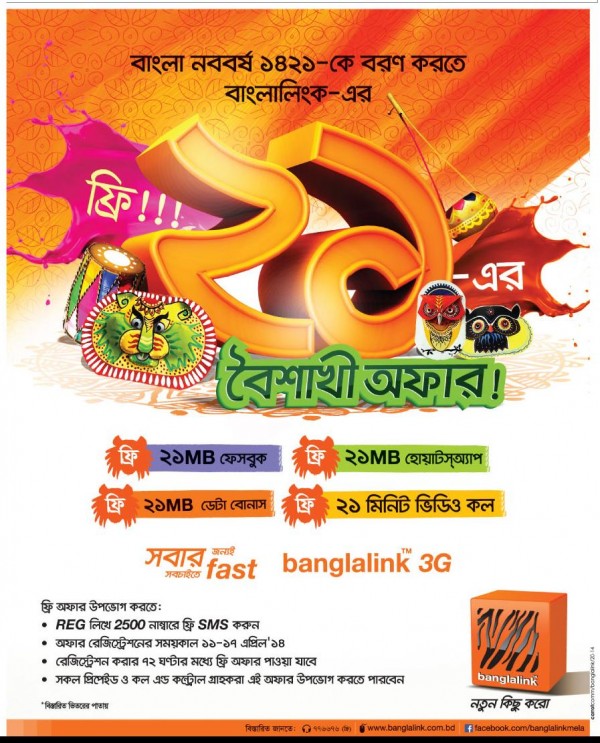 বাংলা নববর্ষ ১৪২১-কে বরণ করতে
বাংলালিংক-এর
ফ্রি!!!
২১
-এর
বৈশাখী অফার!
ফ্রি ২১MB ফেসবুক
ফ্রি ২১MB হোয়াটস্অ্যাপ
ফ্রি ২১MB ডেটা বোনাস
ফ্রি ২১ মিনিট ভিডিও কল
সবার জন্যই
সবচাইতে fast
banglalink™ 3G
ফ্রি অফার উপভোগ করতে:
• REG লিখে 2500 নাম্বারে ফ্রি SMS করুন
• অফার রেজিস্ট্রেশনের সময়কাল ১১-১৭ এপ্রিল'১৪
• রেজিস্ট্রেশন করার ৭২ ঘণ্টার মধ্যে ফ্রি অফার পাওয়া যাবে
• সকল প্রিপেইড ও কল এন্ড কন্ট্রোল গ্রাহকরা এই অফার উপভোগ করতে পারবেন
*বিস্তারিত ভিতরের পাতায়
banglalink™
নতুন কিছু করো
বিস্তারিত জানতে:
www.banglalink.com.bd
facebook.com/banglalinkmela